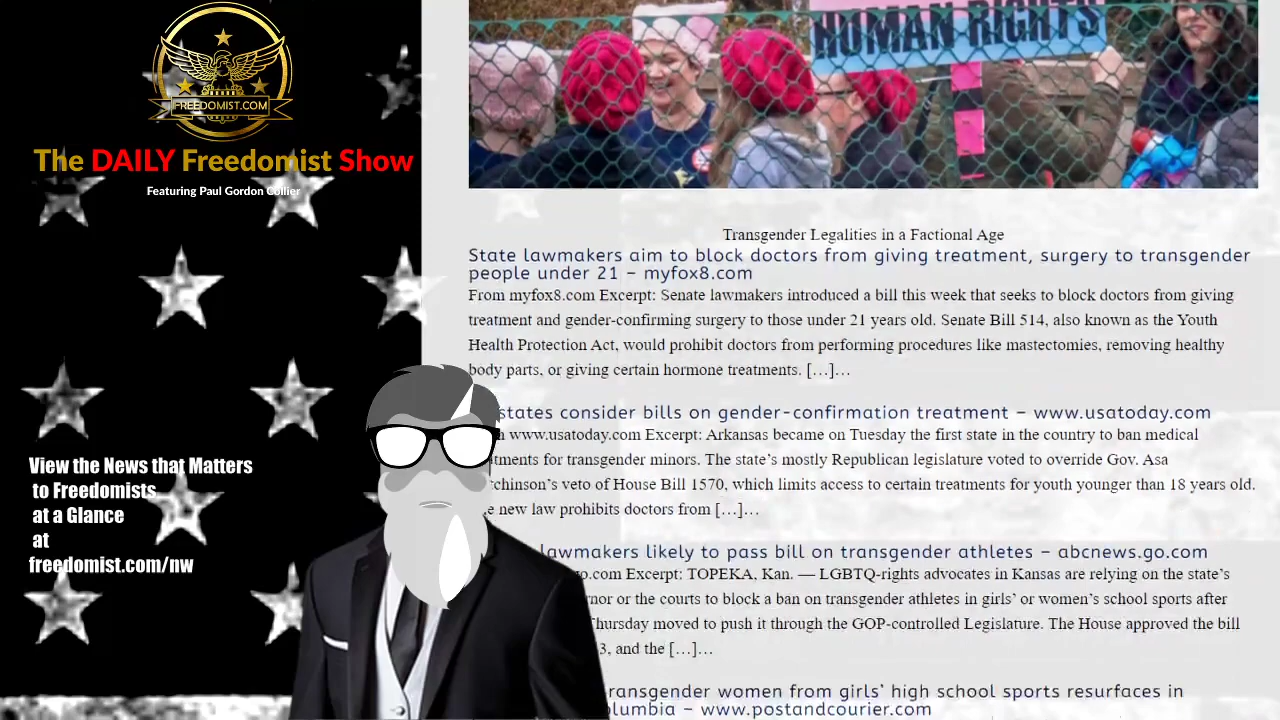 HUMAN RIGHTS
FREEDOMIST.COM
The DAILY Freedomist Show
Featuring Paul Gordon Collier
View the News that Matters
to Freedomists
at a Glance
at
freedomist.com/nw
Transgender Legalities in a Factional Age
State lawmakers aim to block doctors from giving treatment, surgery to transgender
people under 21 – myfox8.com
From myfox8.com Excerpt: Senate lawmakers introduced a bill this week that seeks to block doctors from giving
treatment and gender-confirming surgery to those under 21 years old. Senate Bill 514, also known as the Youth
Health Protection Act, would prohibit doctors from performing procedures like mastectomies, removing healthy
body parts, or giving certain hormone treatments. […]…
states consider bills on gender-confirmation treatment – www.usatoday.com
www.usatoday.com Excerpt: Arkansas became on Tuesday the first state in the country to ban medical
tments for transgender minors. The state’s mostly Republican legislature voted to override Gov. Asa
chinson’s veto of House Bill 1570, which limits access to certain treatments for youth younger than 18 years old.
e new law prohibits doctors from […]…
lawmakers likely to pass bill on transgender athletes – abcnews.go.com
go.com Excerpt: TOPEKA, Kan. — LGBTQ-rights advocates in Kansas are relying on the state’s
nor or the courts to block a ban on transgender athletes in girls’ or women’s school sports after
Thursday moved to push it through the GOP-controlled Legislature. The House approved the bill
3, and the […]…
ransgender women from girls’ high school sports resurfaces in
lumbia – www.postandcourier.com